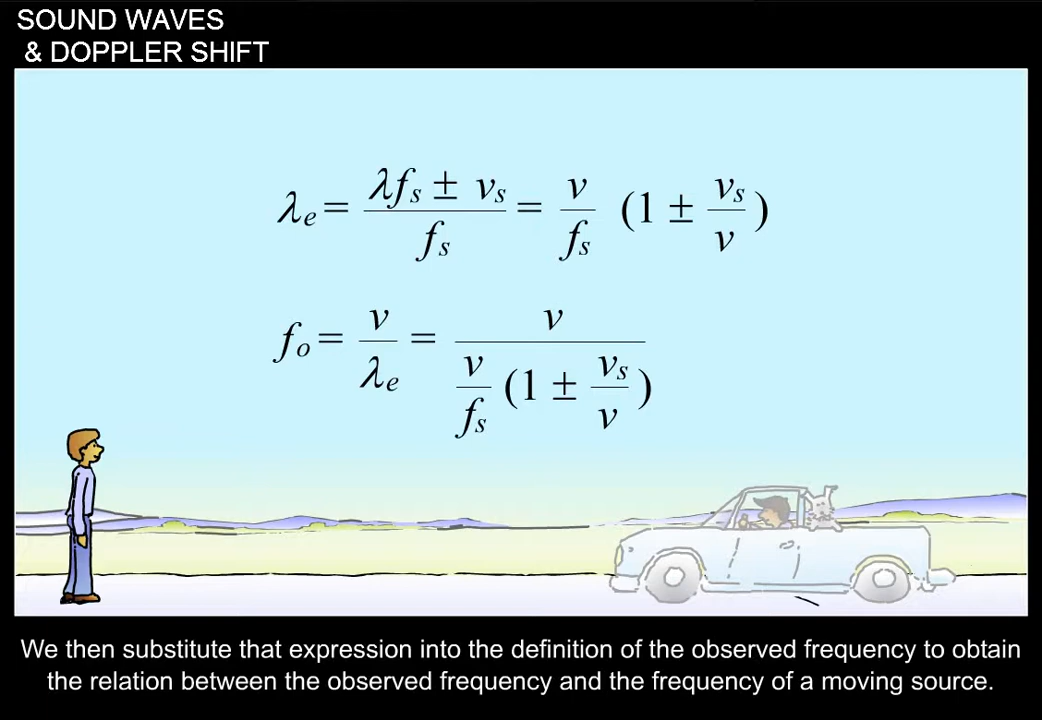 SOUND WAVES
& DOPPLER SHIFT
λₑ = (λfₛ ± vₛ)/fₛ = v/fₛ (1 ± vₛ/v)
fₒ = v/λₑ = v/(v/fₛ (1 ± vₛ/v))
We then substitute that expression into the definition of the observed frequency to obtain
the relation between the observed frequency and the frequency of a moving source.